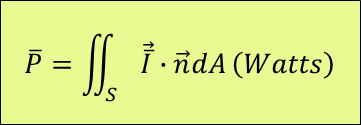 P̄ = ∬_S I̅⃗ · n⃗dA (Watts)